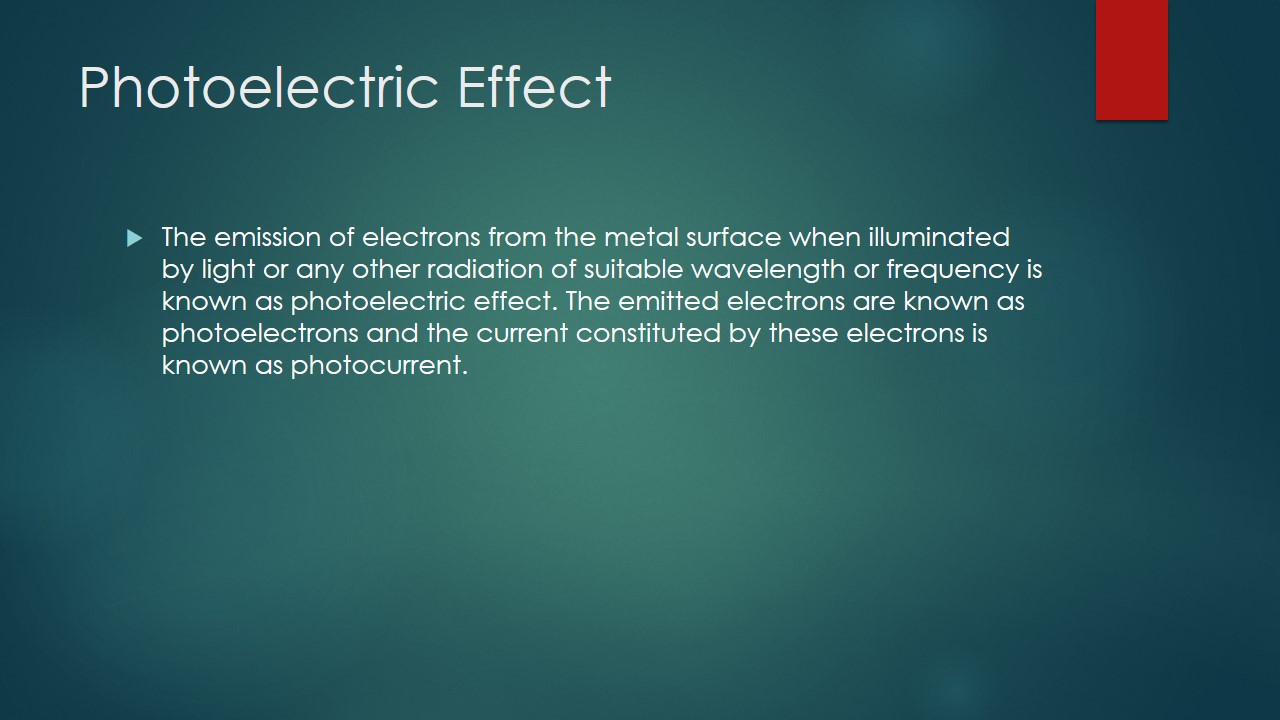 Photoelectric Effect
The emission of electrons from the metal surface when illuminated
by light or any other radiation of suitable wavelength or frequency is
known as photoelectric effect. The emitted electrons are known as
photoelectrons and the current constituted by these electrons is
known as photocurrent.